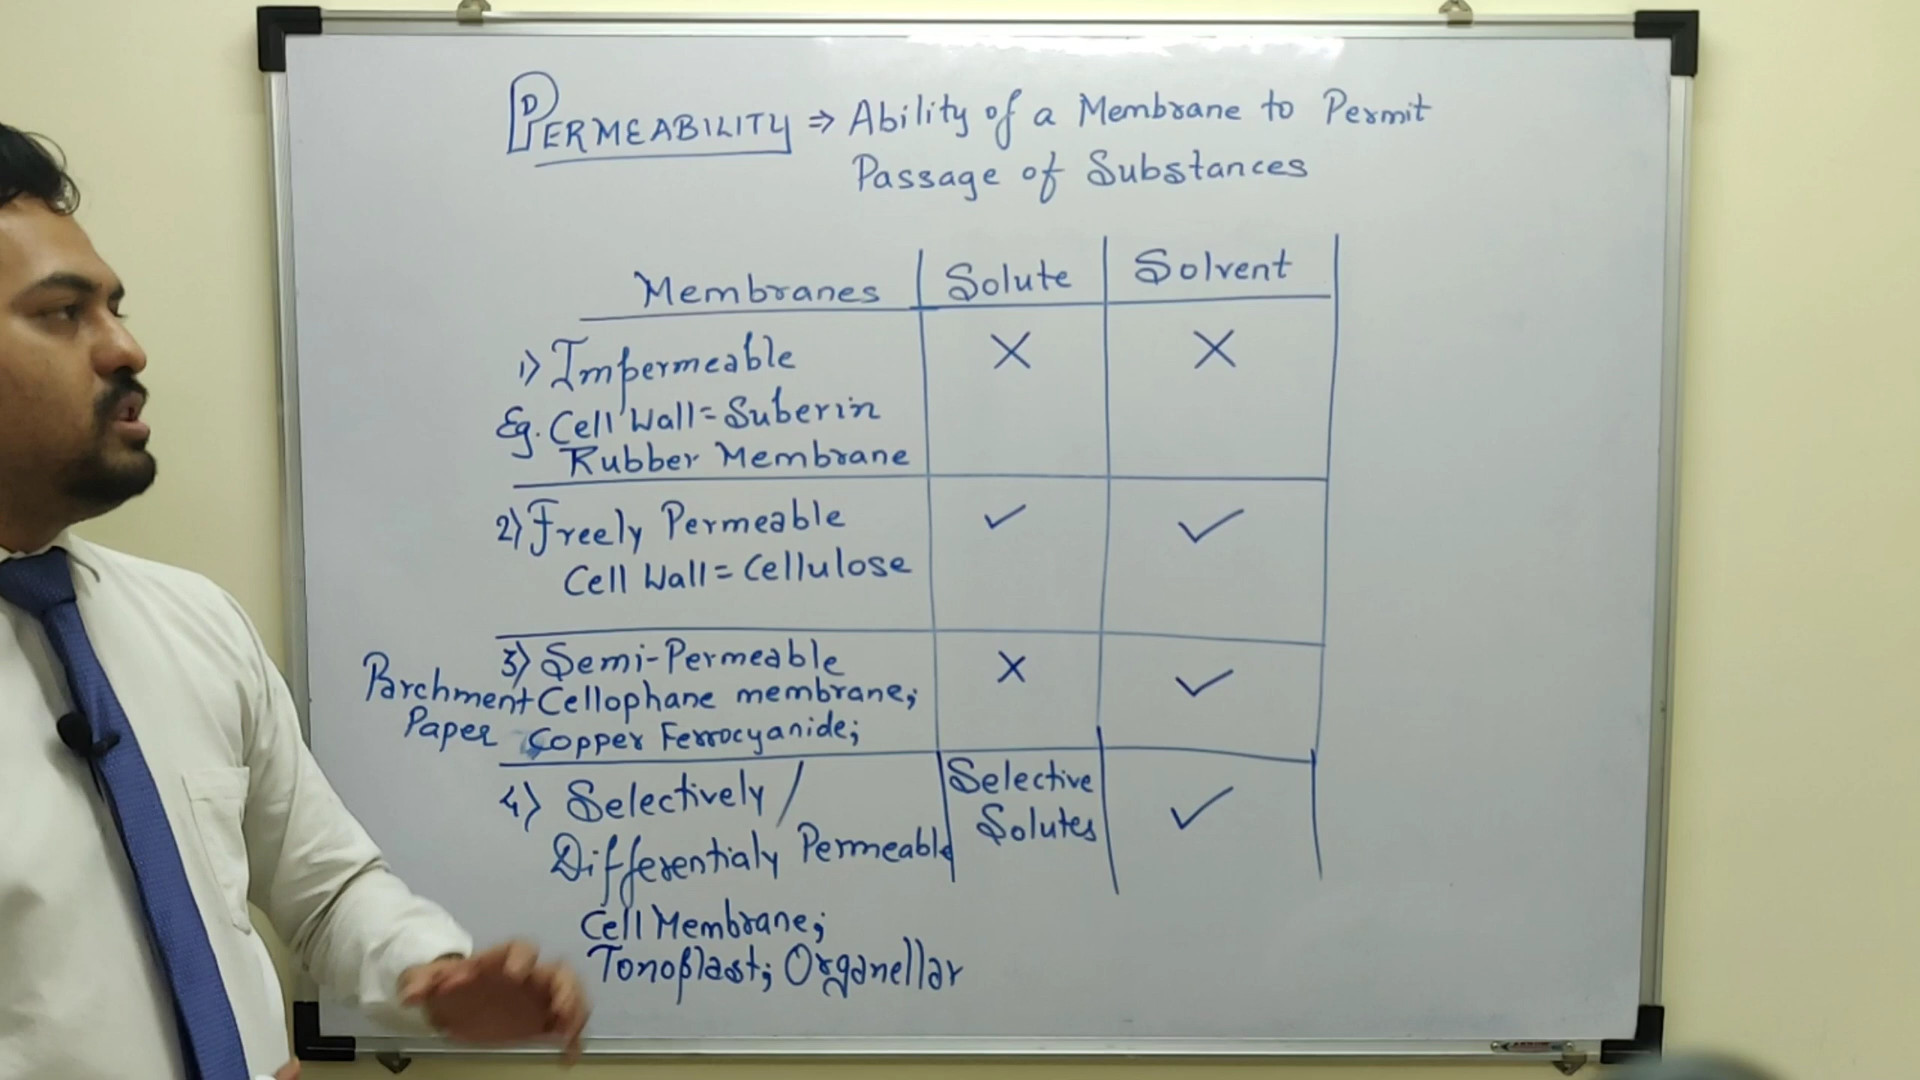 PERMEABILITY ⇒ Ability of a Membrane to Permit
Passage of Substances
Membranes | Solute | Solvent
1) Impermeable X X
Eg. Cell Wall = Suberin
Rubber Membrane
2) Freely Permeable ✓ ✓
Cell Wall = Cellulose
3) Semi-Permeable X ✓
Parchment Cellophane membrane;
Paper Copper Ferrocyanide;
4) Selectively / Selective ✓
Differentialy Permeable Solutes
Cell Membrane;
Tonoplast; Organellar